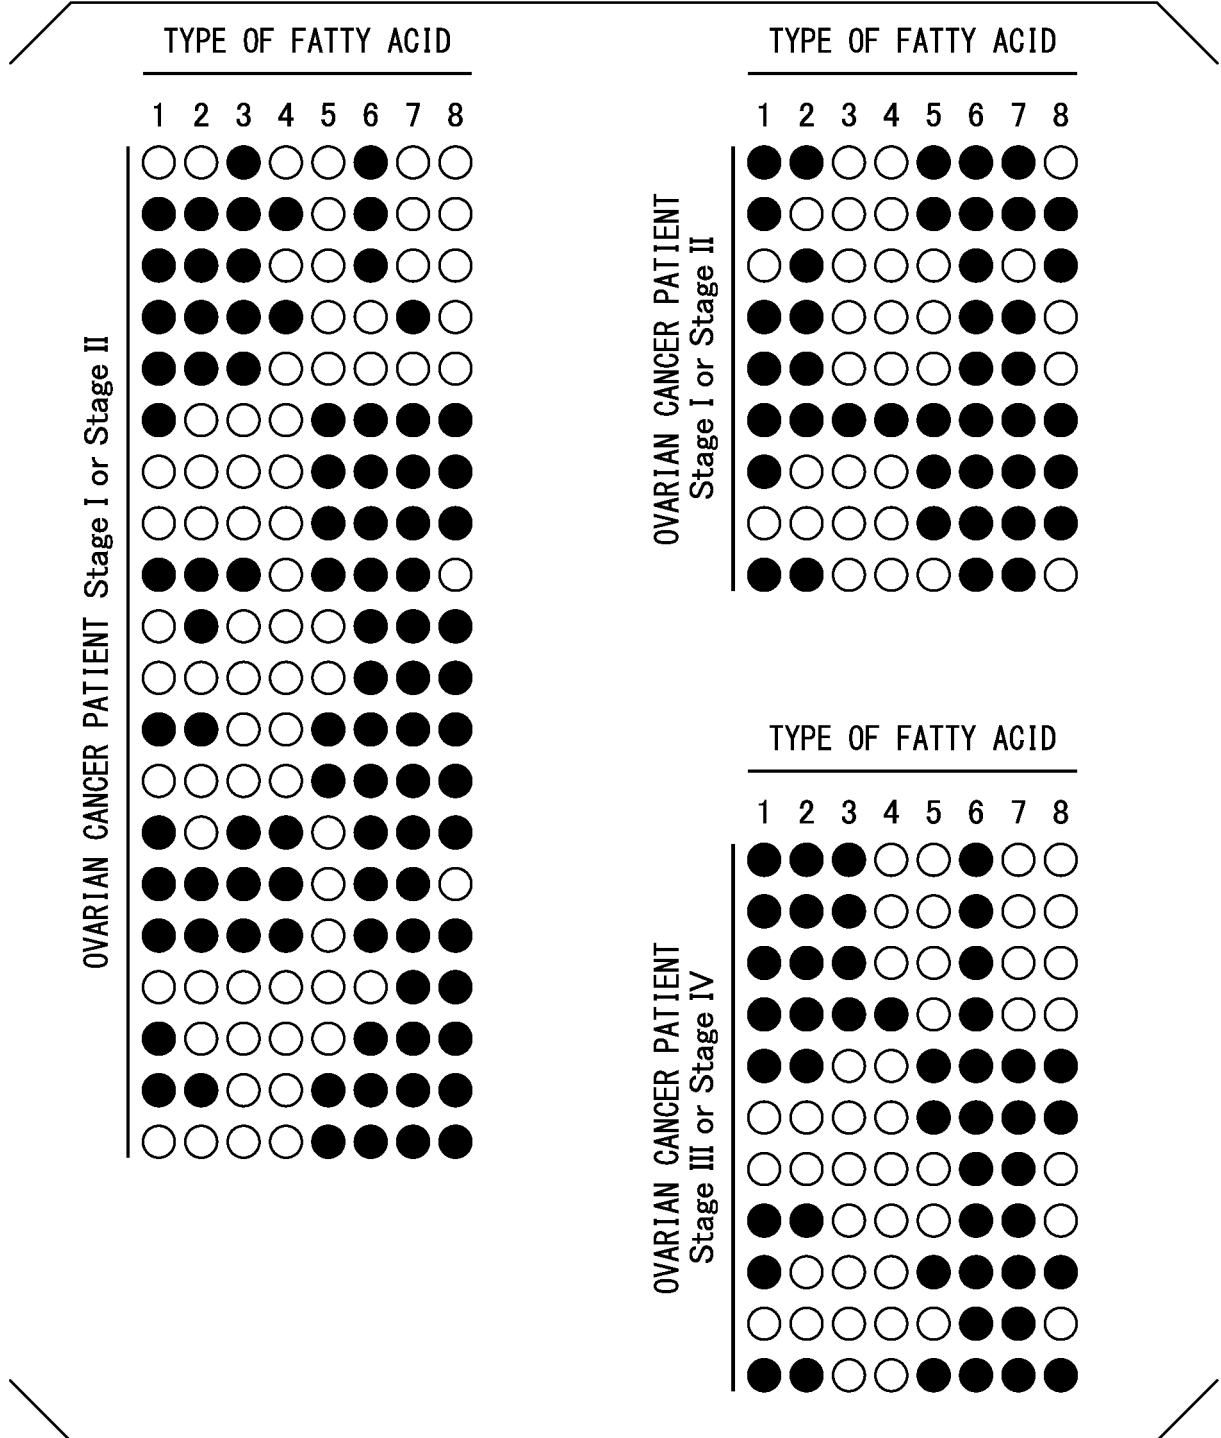 TYPE OF FATTY ACID
1 2 3 4 5 6 7 8
OVARIAN CANCER PATIENT Stage I or Stage II
TYPE OF FATTY ACID
1 2 3 4 5 6 7 8
OVARIAN CANCER PATIENT
Stage I or Stage II
TYPE OF FATTY ACID
1 2 3 4 5 6 7 8
OVARIAN CANCER PATIENT
Stage III or Stage IV